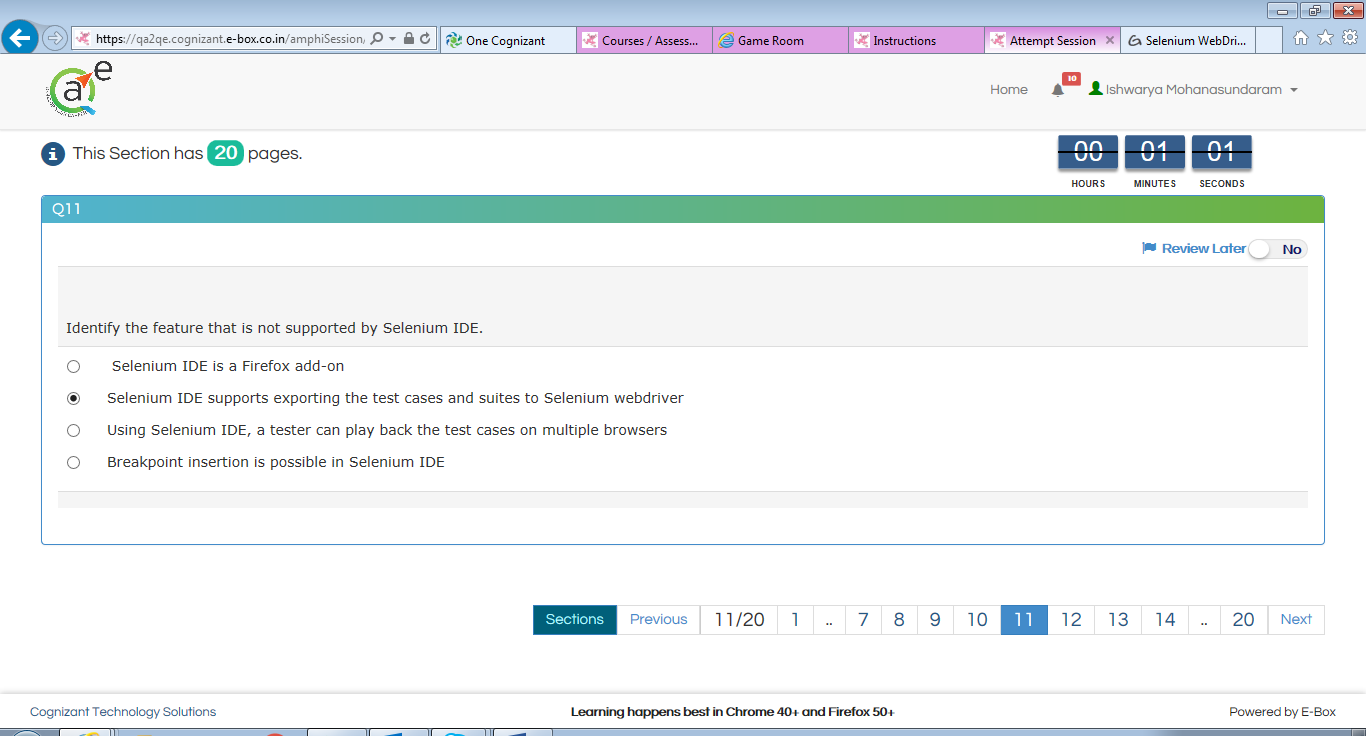 https://qa2qe.cognizant.e-box.co.in/amphiSession/
One Cognizant
Courses / Assess...
Game Room
Instructions
Attempt Session
Selenium WebDri...
a e
Home
10
Ishwarya Mohanasundaram
This Section has 20 pages.
00 01 01
HOURS MINUTES SECONDS
Q11
Review Later No
Identify the feature that is not supported by Selenium IDE.
Selenium IDE is a Firefox add-on
Selenium IDE supports exporting the test cases and suites to Selenium webdriver
Using Selenium IDE, a tester can play back the test cases on multiple browsers
Breakpoint insertion is possible in Selenium IDE
Sections Previous 11/20 1 .. 7 8 9 10 11 12 13 14 .. 20 Next
Cognizant Technology Solutions Learning happens best in Chrome 40+ and Firefox 50+ Powered by E-Box